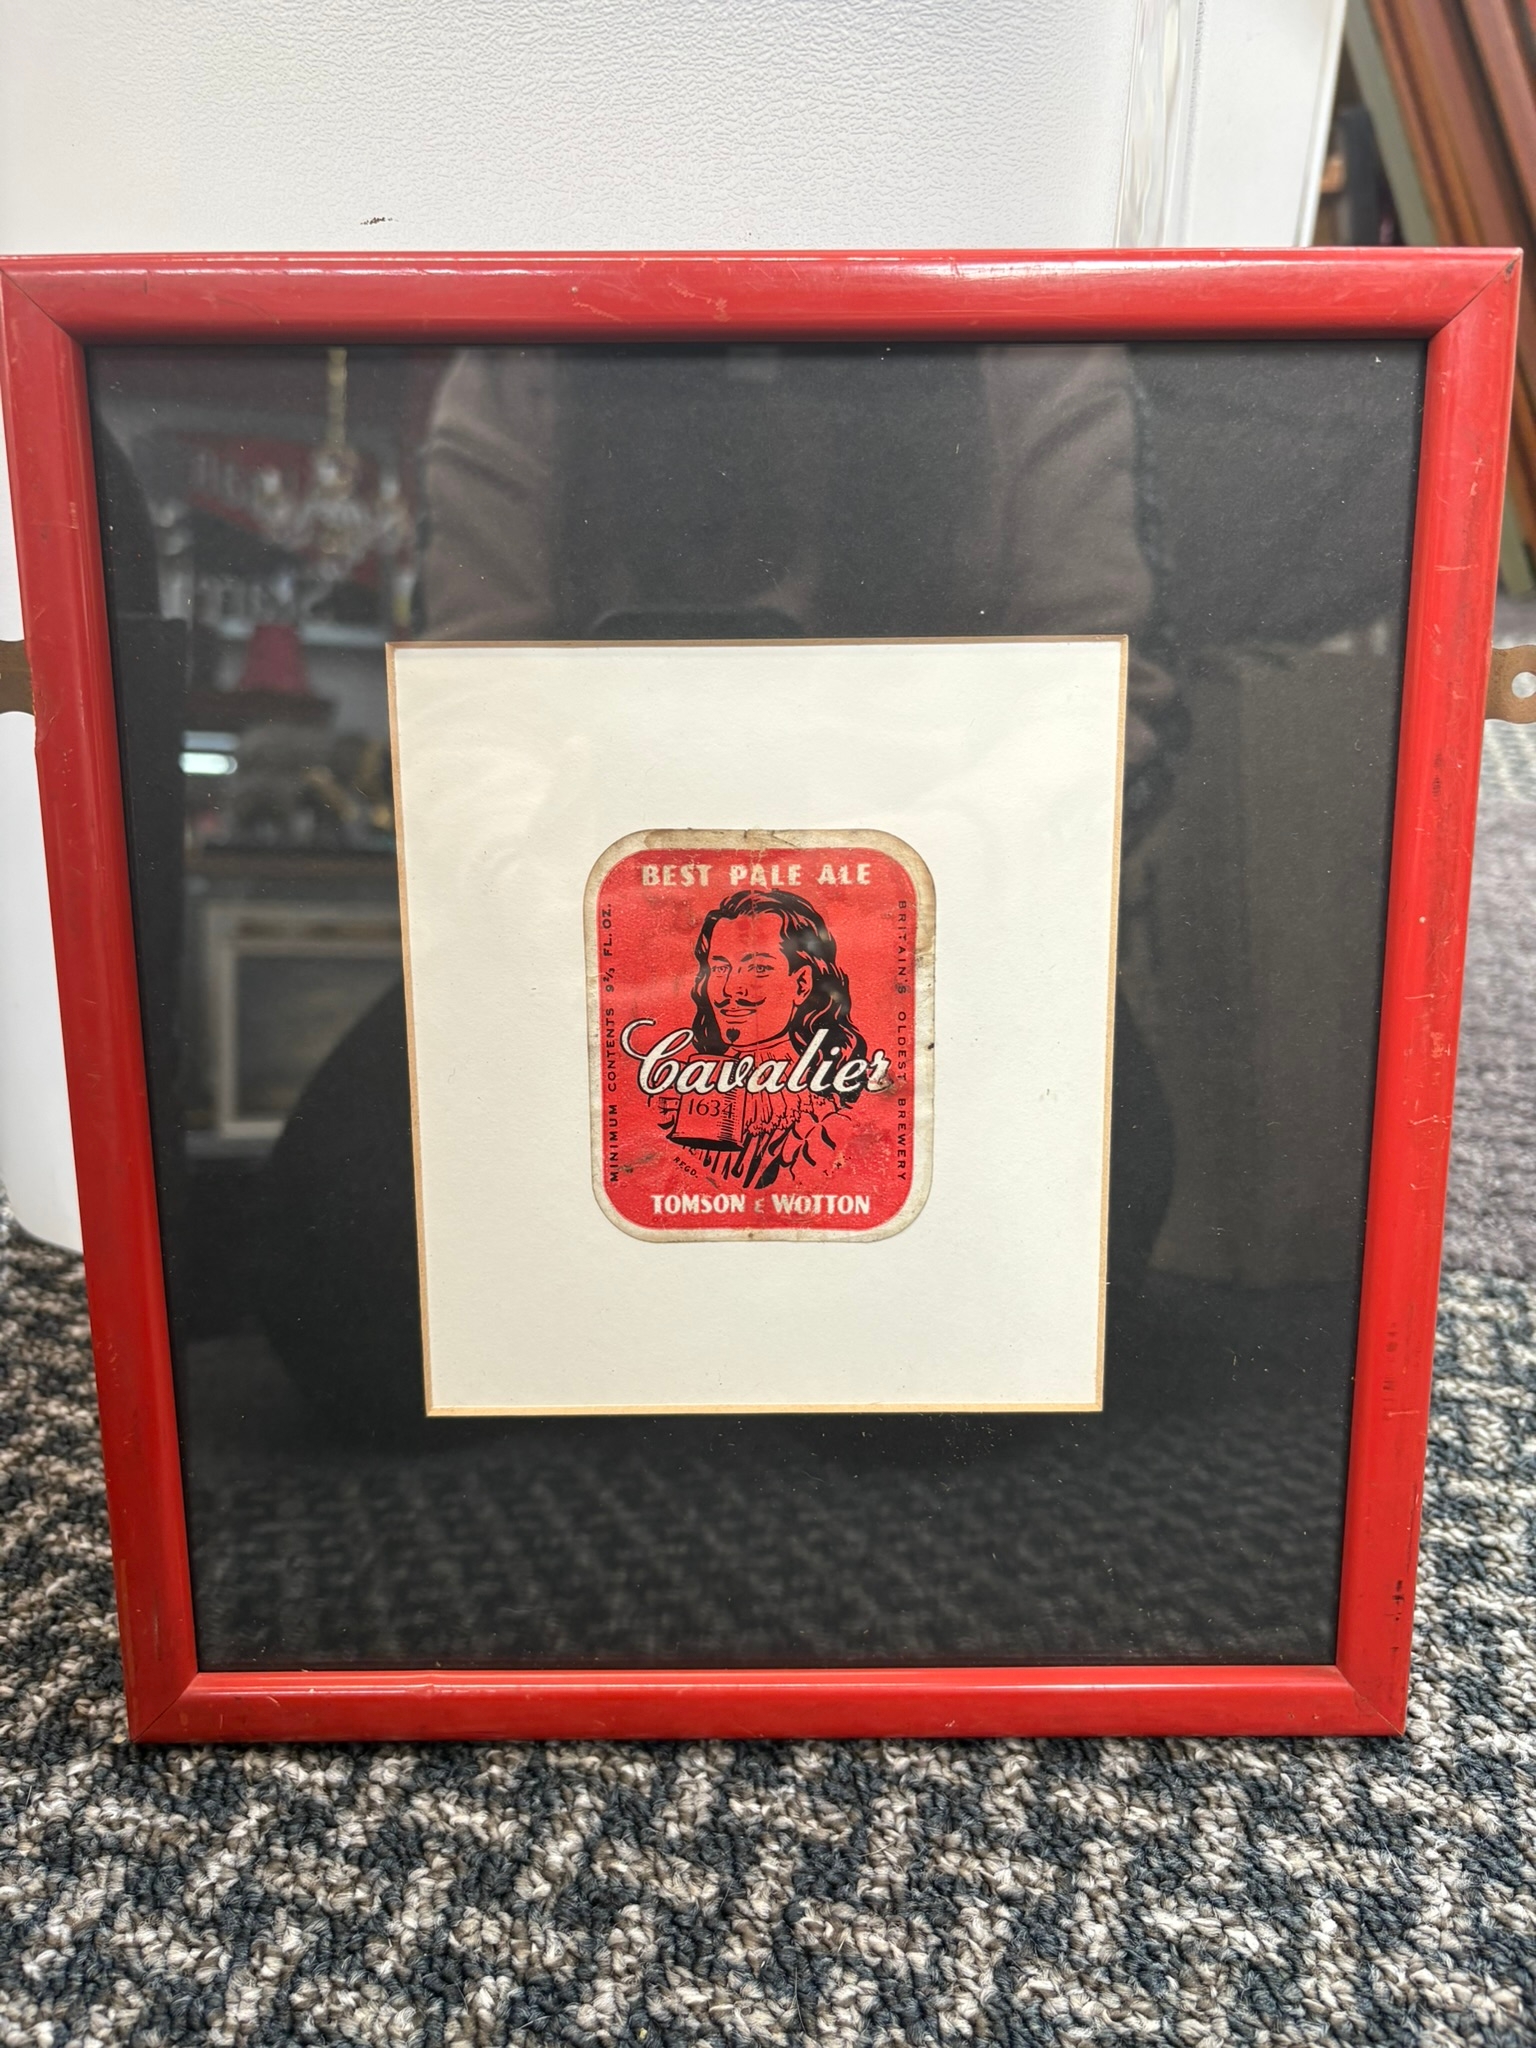 BEST PALE ALE
MINIMUM CONTENTS 9⅔ FL. OZ.
BRITAIN'S OLDEST BREWERY
Cavalier
1634
REGD.
TOMSON & WOTTON